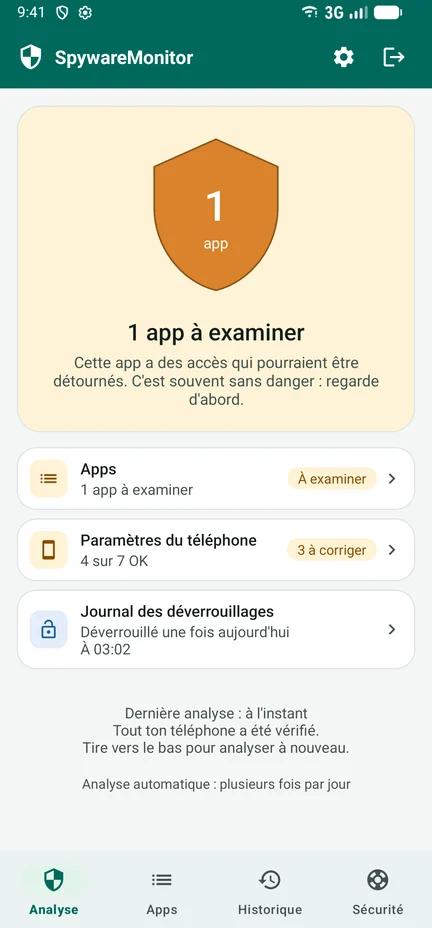 9:41
3G
SpywareMonitor
1
app
1 app à examiner
Cette app a des accès qui pourraient être
détournés. C'est souvent sans danger : regarde
d'abord.
Apps
1 app à examiner
À examiner
Paramètres du téléphone
4 sur 7 OK
3 à corriger
Journal des déverrouillages
Déverrouillé une fois aujourd'hui
À 03:02
Dernière analyse : à l'instant
Tout ton téléphone a été vérifié.
Tire vers le bas pour analyser à nouveau.
Analyse automatique : plusieurs fois par jour
Analyse
Apps
Historique
Sécurité